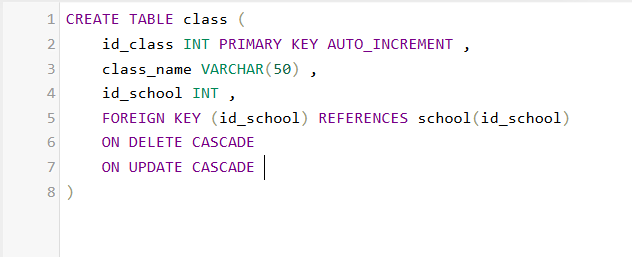 1 CREATE TABLE class (
2 id_class INT PRIMARY KEY AUTO_INCREMENT ,
3 class_name VARCHAR(50) ,
4 id_school INT ,
5 FOREIGN KEY (id_school) REFERENCES school(id_school)
6 ON DELETE CASCADE
7 ON UPDATE CASCADE
8 )